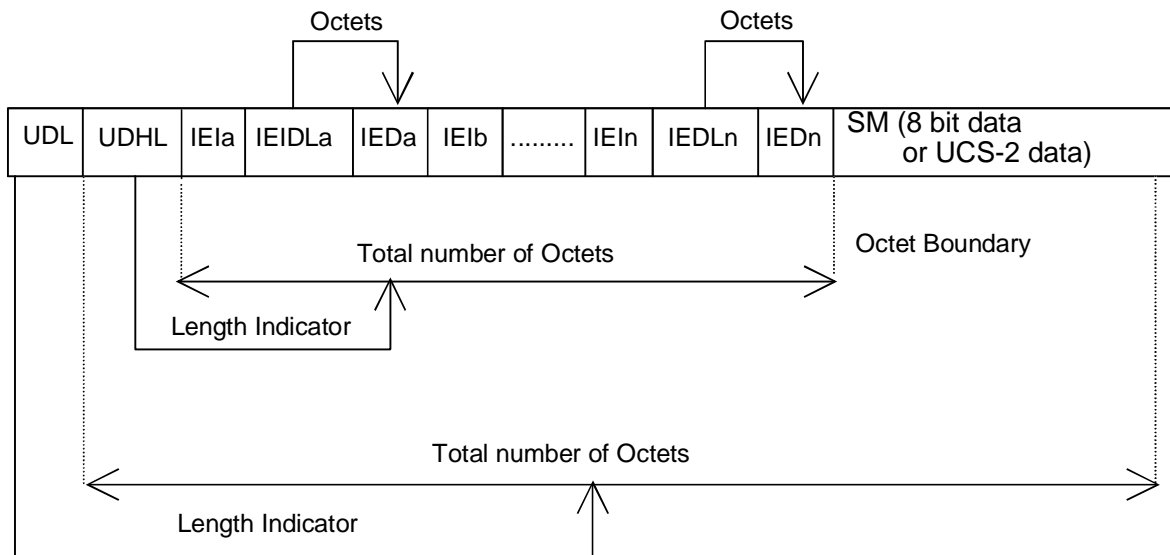 Octets Octets
UDL UDHL IEIa IEIDLa IEDa IEIb ......... IEIn IEDLn IEDn SM (8 bit data
or UCS-2 data)
Total number of Octets Octet Boundary
Length Indicator
Total number of Octets
Length Indicator